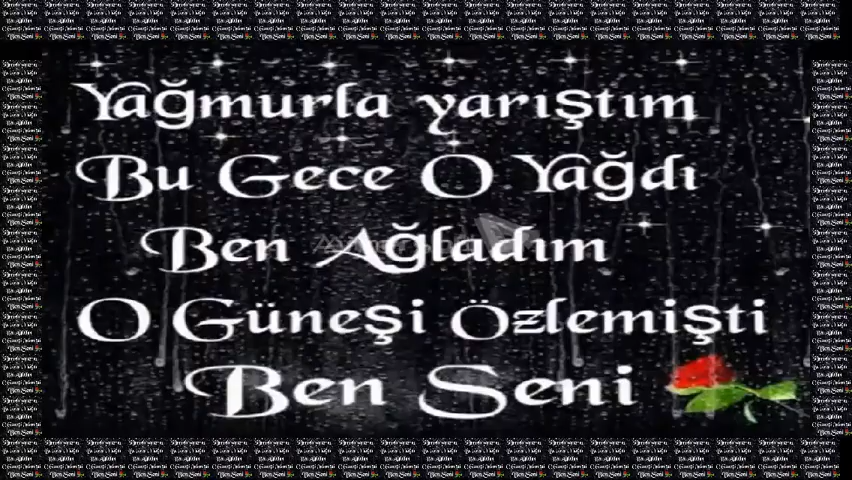 Yağmurla yarıştım
Bu Gece O Yağdı
Ben Ağladım
O Güneşi Özlemişti
Ben Seni